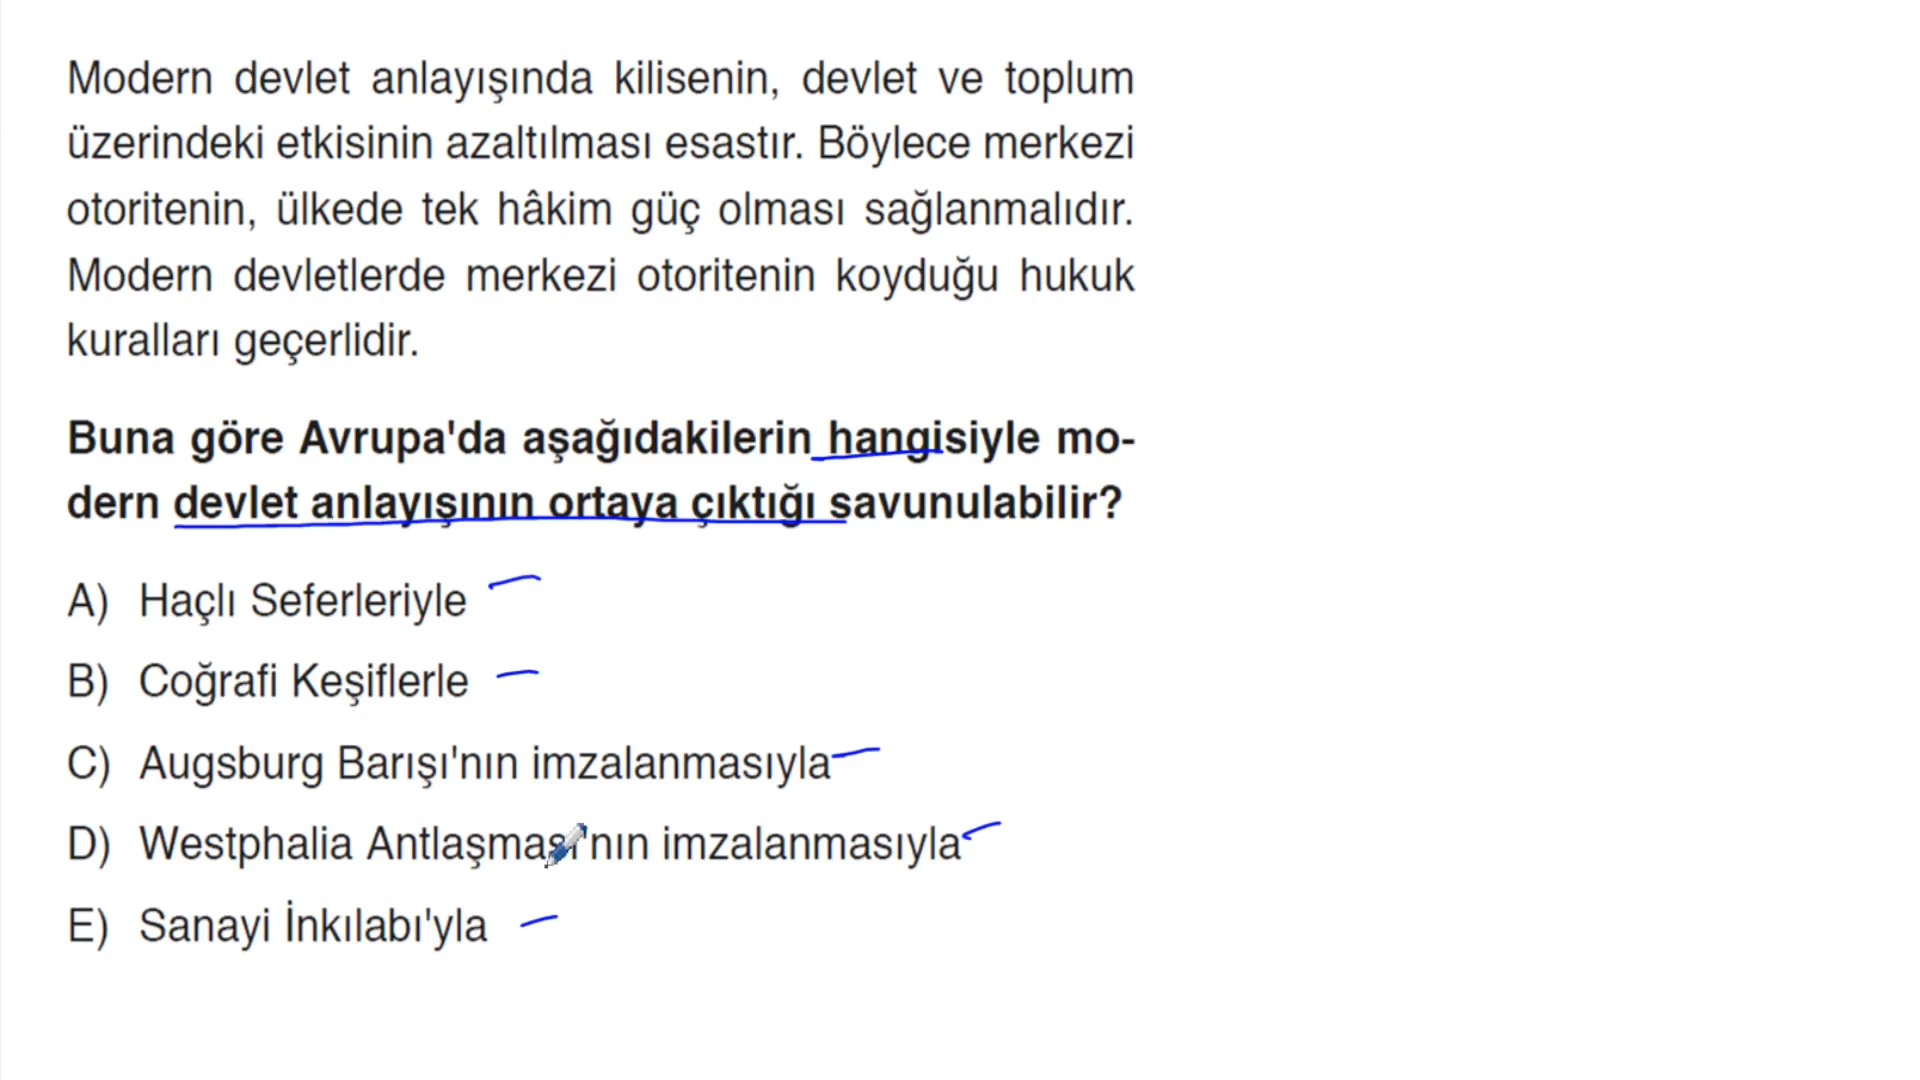 Modern devlet anlayışında kilisenin, devlet ve toplum
üzerindeki etkisinin azaltılması esastır. Böylece merkezi
otoritenin, ülkede tek hâkim güç olması sağlanmalıdır.
Modern devletlerde merkezi otoritenin koyduğu hukuk
kuralları geçerlidir.
Buna göre Avrupa'da aşağıdakilerin hangisiyle mo-
dern devlet anlayışının ortaya çıktığı savunulabilir?
A) Haçlı Seferleriyle
B) Coğrafi Keşiflerle
C) Augsburg Barışı'nın imzalanmasıyla
D) Westphalia Antlaşması'nın imzalanmasıyla
E) Sanayi İnkılabı'yla